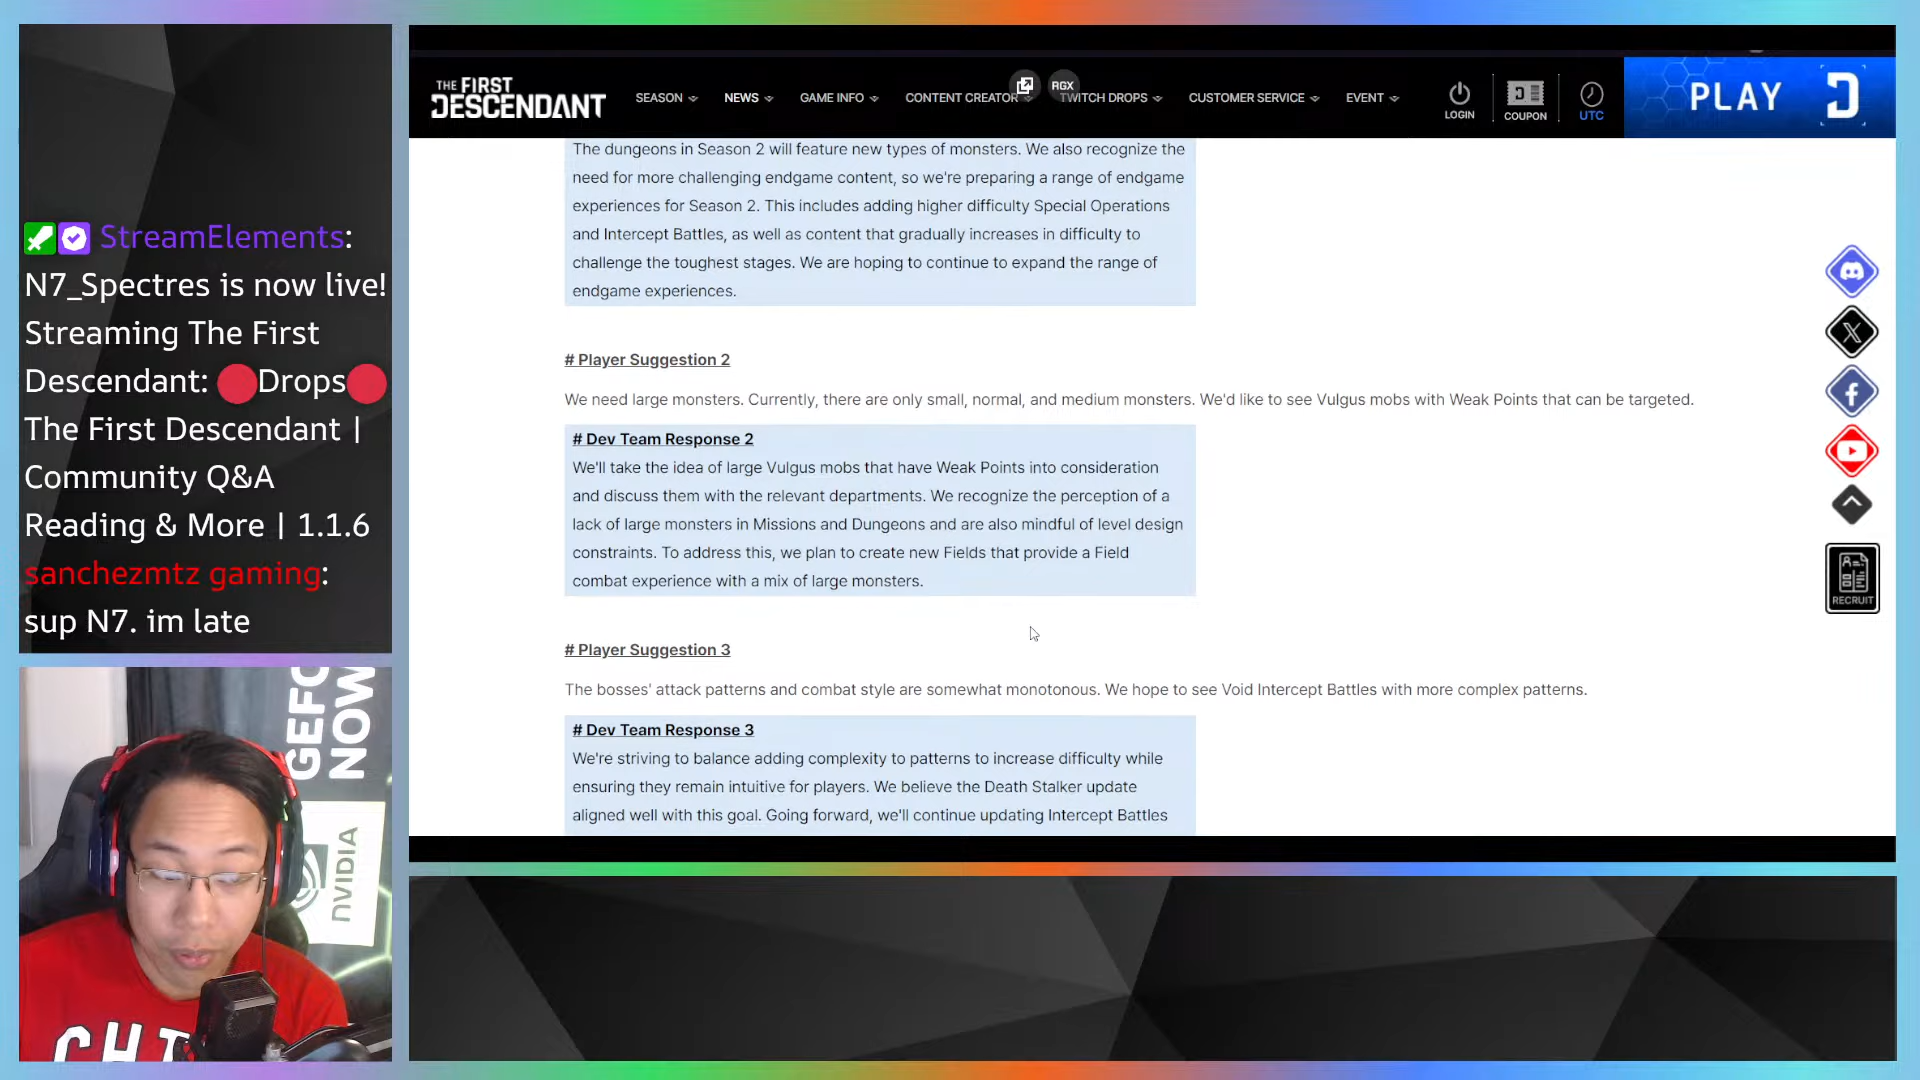 StreamElements:
N7_Spectres is now live!
Streaming The First
Descendant: 🔴Drops🔴
The First Descendant |
Community Q&A
Reading & More | 1.1.6
sanchezmtz gaming:
sup N7. im late
THE FIRST
DESCENDANT
SEASON
NEWS
GAME INFO
CONTENT CREATOR
RGX
TWITCH DROPS
CUSTOMER SERVICE
EVENT
LOGIN
COUPON
UTC
PLAY
The dungeons in Season 2 will feature new types of monsters. We also recognize the
need for more challenging endgame content, so we're preparing a range of endgame
experiences for Season 2. This includes adding higher difficulty Special Operations
and Intercept Battles, as well as content that gradually increases in difficulty to
challenge the toughest stages. We are hoping to continue to expand the range of
endgame experiences.
# Player Suggestion 2
We need large monsters. Currently, there are only small, normal, and medium monsters. We'd like to see Vulgus mobs with Weak Points that can be targeted.
# Dev Team Response 2
We'll take the idea of large Vulgus mobs that have Weak Points into consideration
and discuss them with the relevant departments. We recognize the perception of a
lack of large monsters in Missions and Dungeons and are also mindful of level design
constraints. To address this, we plan to create new Fields that provide a Field
combat experience with a mix of large monsters.
# Player Suggestion 3
The bosses' attack patterns and combat style are somewhat monotonous. We hope to see Void Intercept Battles with more complex patterns.
# Dev Team Response 3
We're striving to balance adding complexity to patterns to increase difficulty while
ensuring they remain intuitive for players. We believe the Death Stalker update
aligned well with this goal. Going forward, we'll continue updating Intercept Battles
RECRUIT
GEFO
NOW
NVIDIA